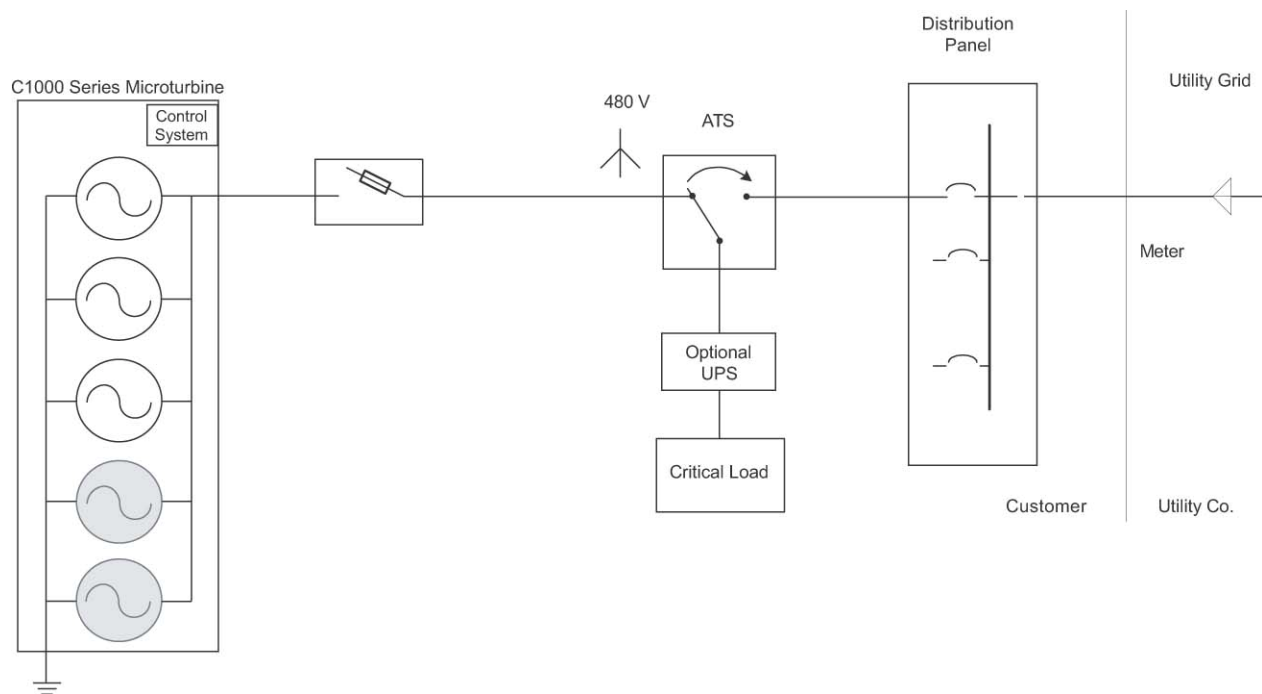 Distribution
Panel
C1000 Series Microturbine
Utility Grid
Control
System
480 V
ATS
Meter
Optional
UPS
Critical Load
Customer
Utility Co.